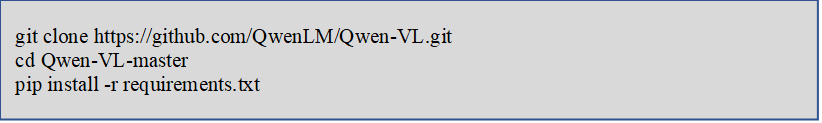 git clone https://github.com/QwenLM/Qwen-VL.git
cd Qwen-VL-master
pip install -r requirements.txt